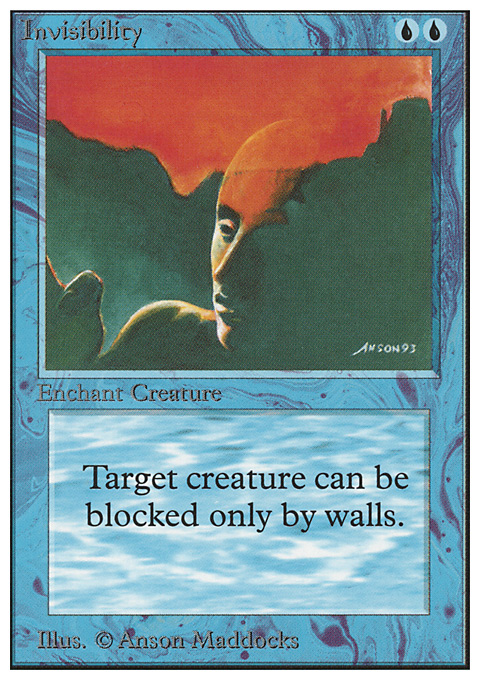 Invisibility
ANSON93
Enchant Creature
Target creature can be
blocked only by walls.
Illus. © Anson Maddocks